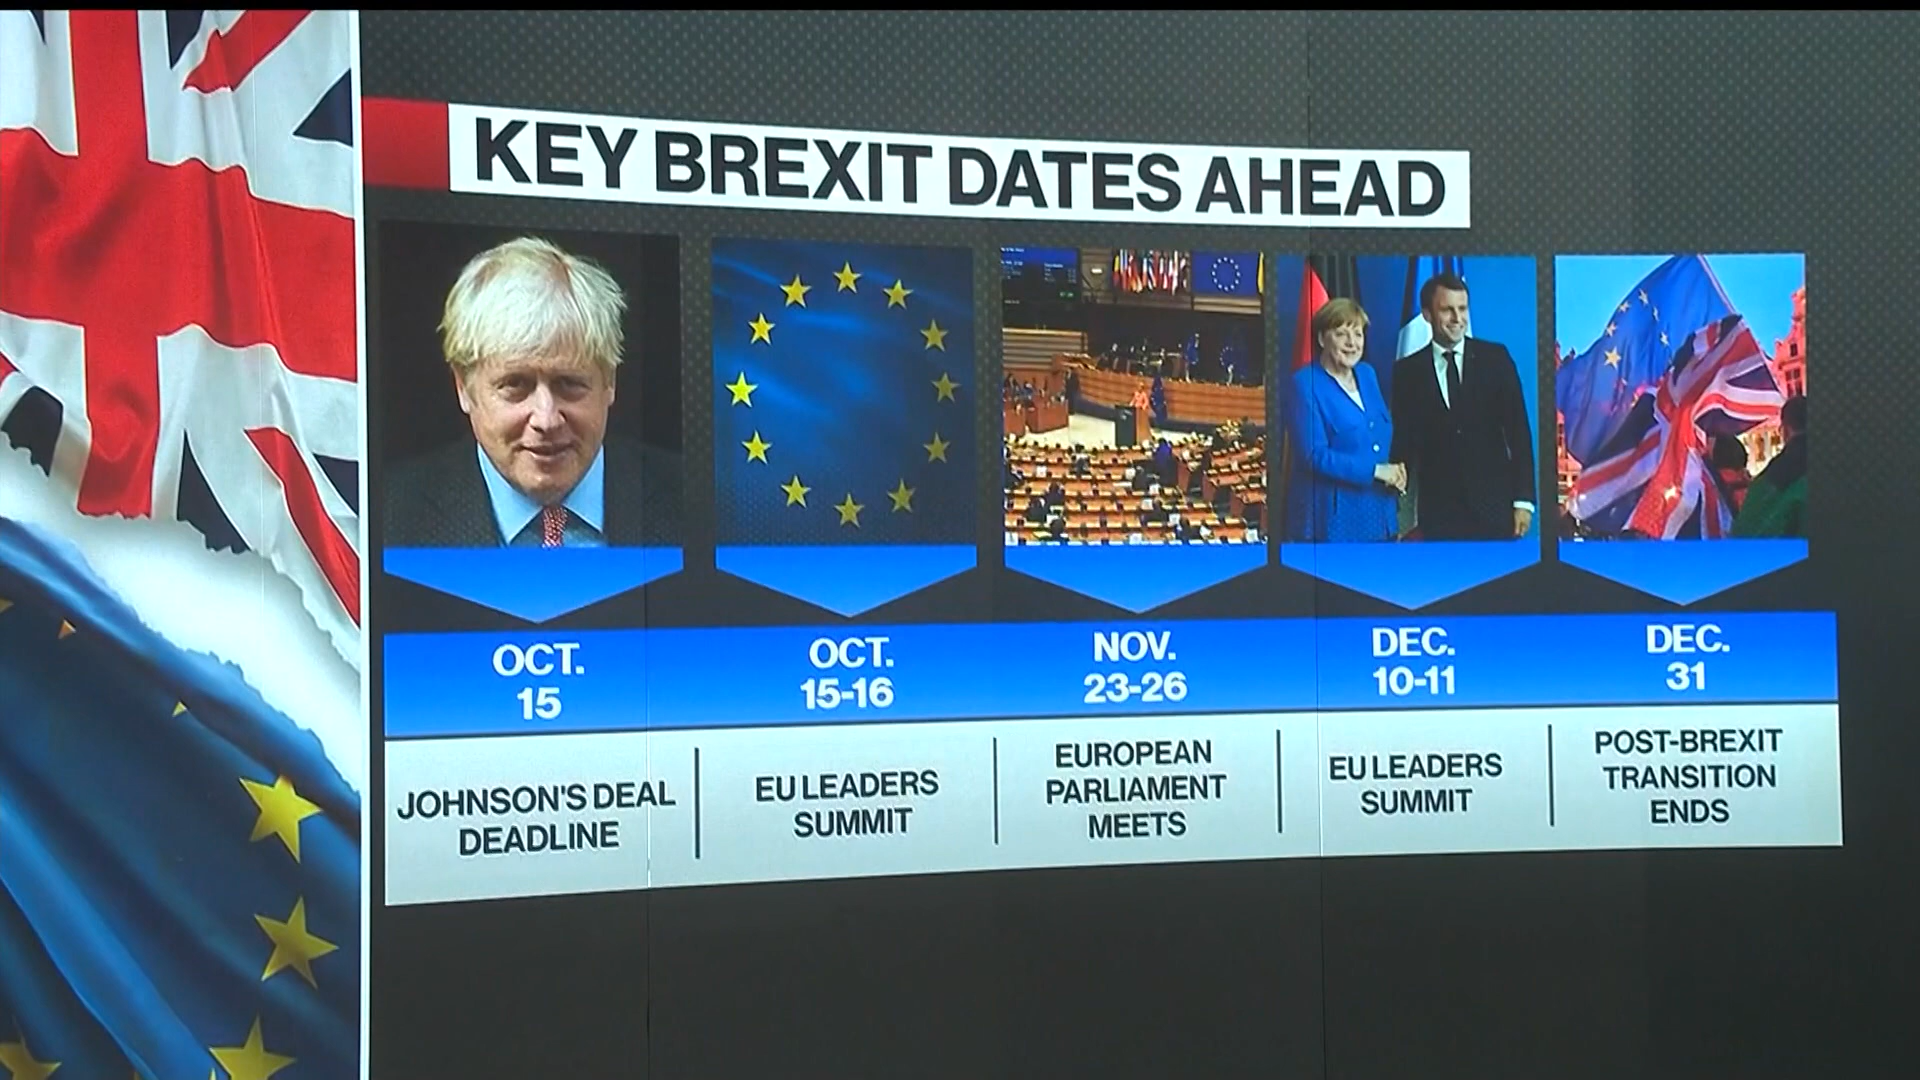 KEY BREXIT DATES AHEAD
OCT.
15
JOHNSON'S DEAL
DEADLINE
OCT.
15-16
EU LEADERS
SUMMIT
NOV.
23-26
EUROPEAN
PARLIAMENT
MEETS
DEC.
10-11
EU LEADERS
SUMMIT
DEC.
31
POST-BREXIT
TRANSITION
ENDS